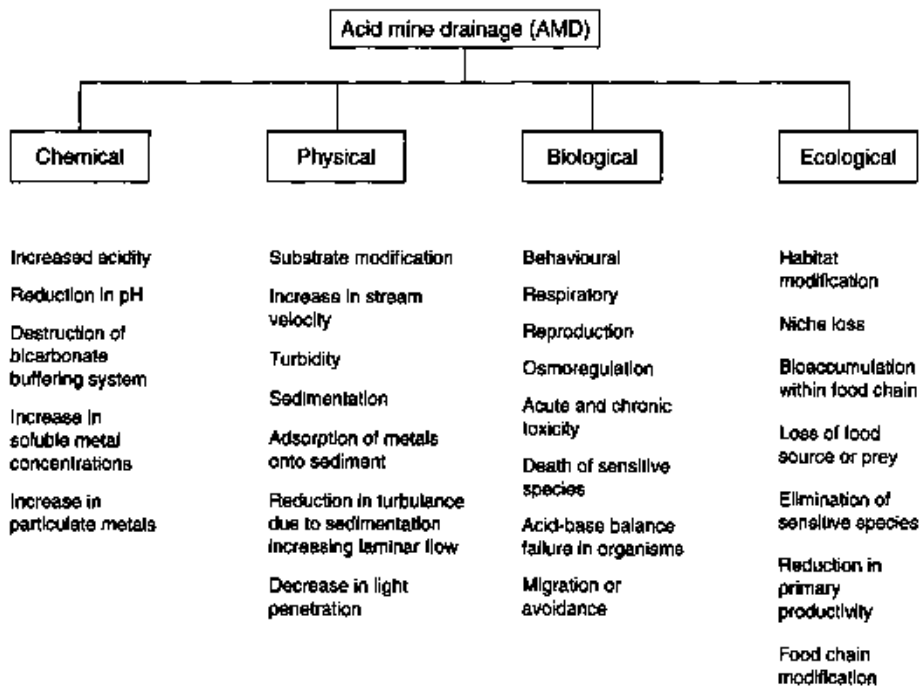 Acid mine drainage (AMD)
Chemical
Physical
Biological
Ecological
Increased acidity
Reduction in pH
Destruction of
bicarbonate
buffering system
Increase in
soluble metal
concentrations
Increase in
particulate metals
Substrate modification
Increase in stream
velocity
Turbidity
Sedimentation
Adsorption of metals
onto sediment
Reduction in turbulance
due to sedimentation
increasing laminar flow
Decrease in light
penetration
Behavioural
Respiratory
Reproduction
Osmoregulation
Acute and chronic
toxicity
Death of sensitive
species
Acid-base balance
failure in organisms
Migration or
avoidance
Habitat
modification
Niche loss
Bioaccumulation
within food chain
Loss of food
source or prey
Elimination of
sensitive species
Reduction in
primary
productivity
Food chain
modification